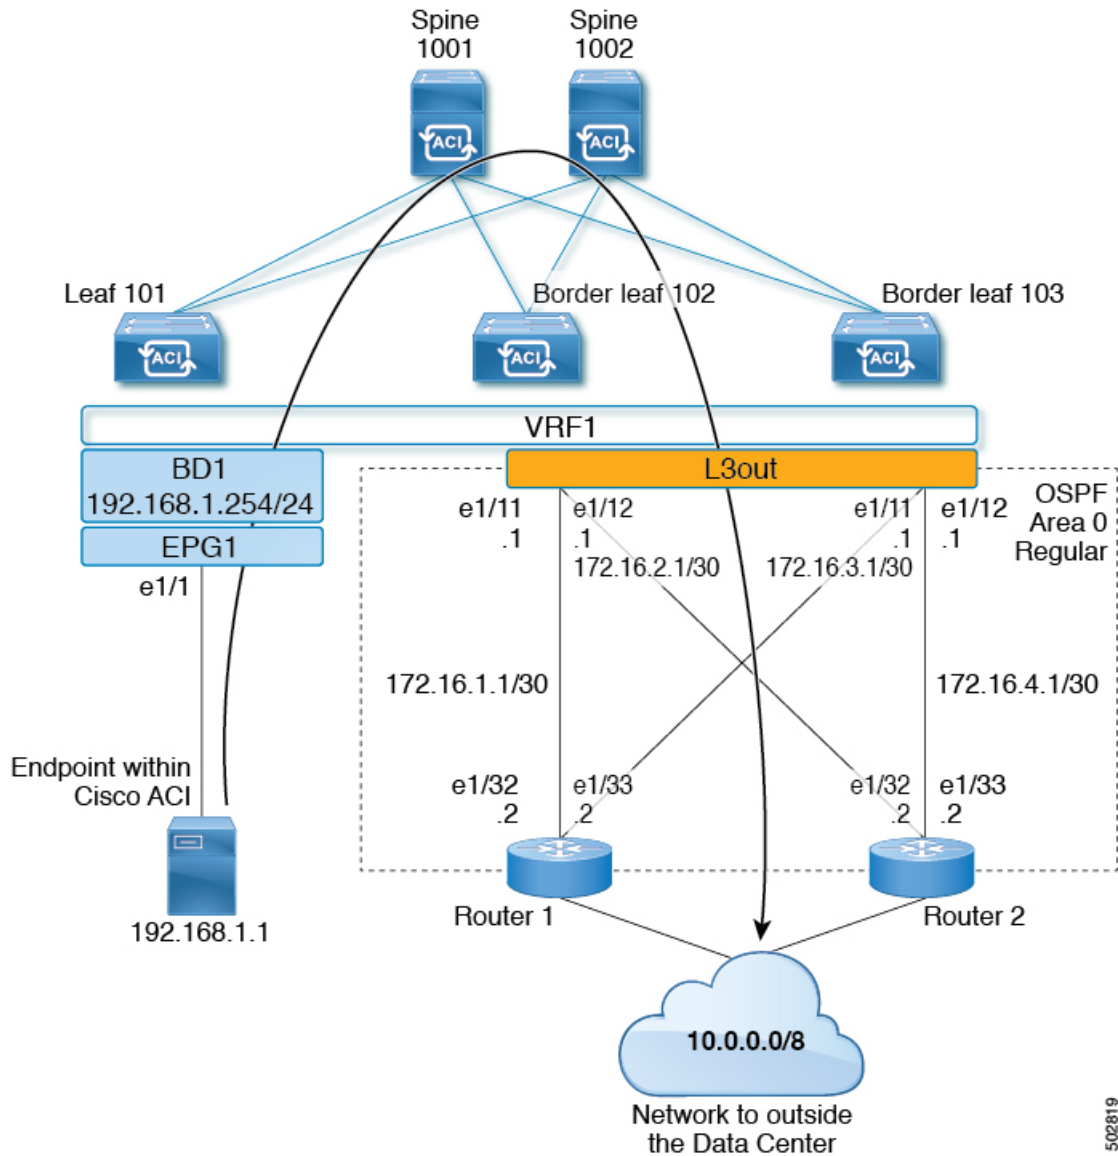 Spine
1001
Spine
1002
ACI
ACI
Leaf 101
Border leaf 102
Border leaf 103
ACI
ACI
ACI
VRF1
BD1
192.168.1.254/24
EPG1
L3out
e1/1
e1/11
.1
e1/12
.1
e1/11
.1
e1/12
.1
OSPF
Area 0
Regular
172.16.2.1/30
172.16.3.1/30
172.16.1.1/30
172.16.4.1/30
Endpoint within
Cisco ACI
e1/32
.2
e1/33
.2
e1/32
.2
e1/33
.2
192.168.1.1
Router 1
Router 2
10.0.0.0/8
Network to outside
the Data Center
502819